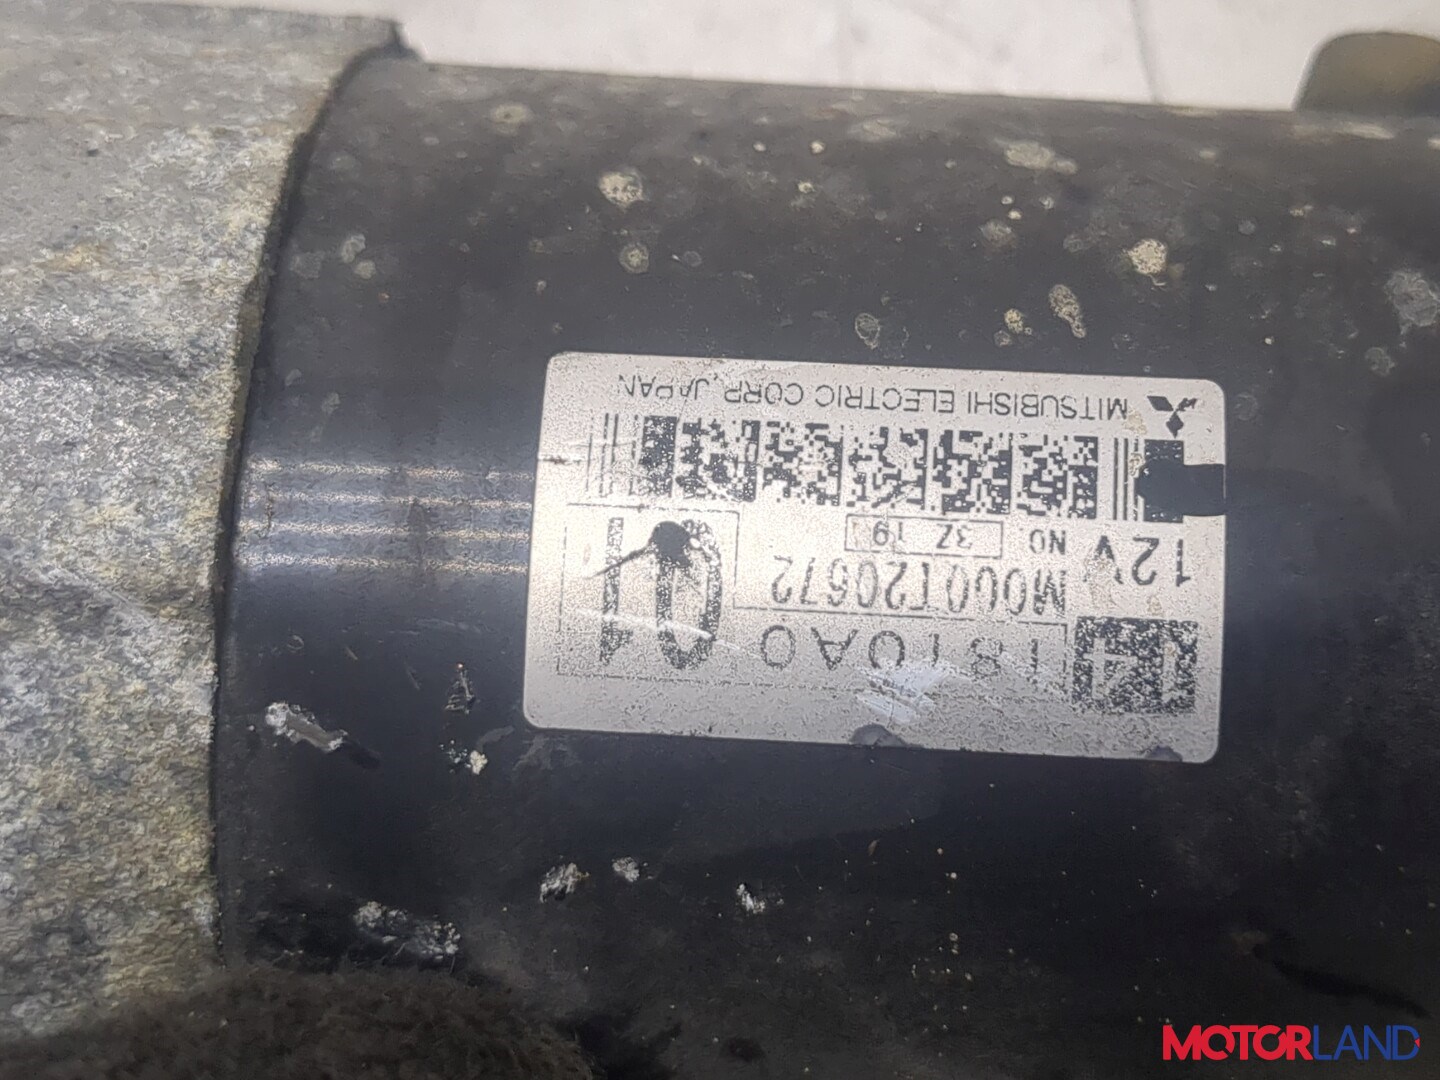 1810A0
01
M000T20672
12V
NO 3Z 19
MITSUBISHI ELECTRIC CORP. JAPAN
MOTORLAND